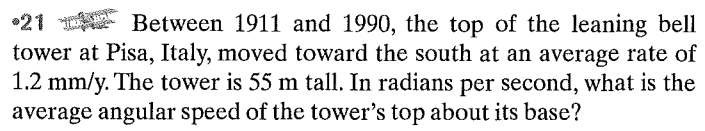 •21 Between 1911 and 1990, the top of the leaning bell
tower at Pisa, Italy, moved toward the south at an average rate of
1.2 mm/y. The tower is 55 m tall. In radians per second, what is the
average angular speed of the tower's top about its base?